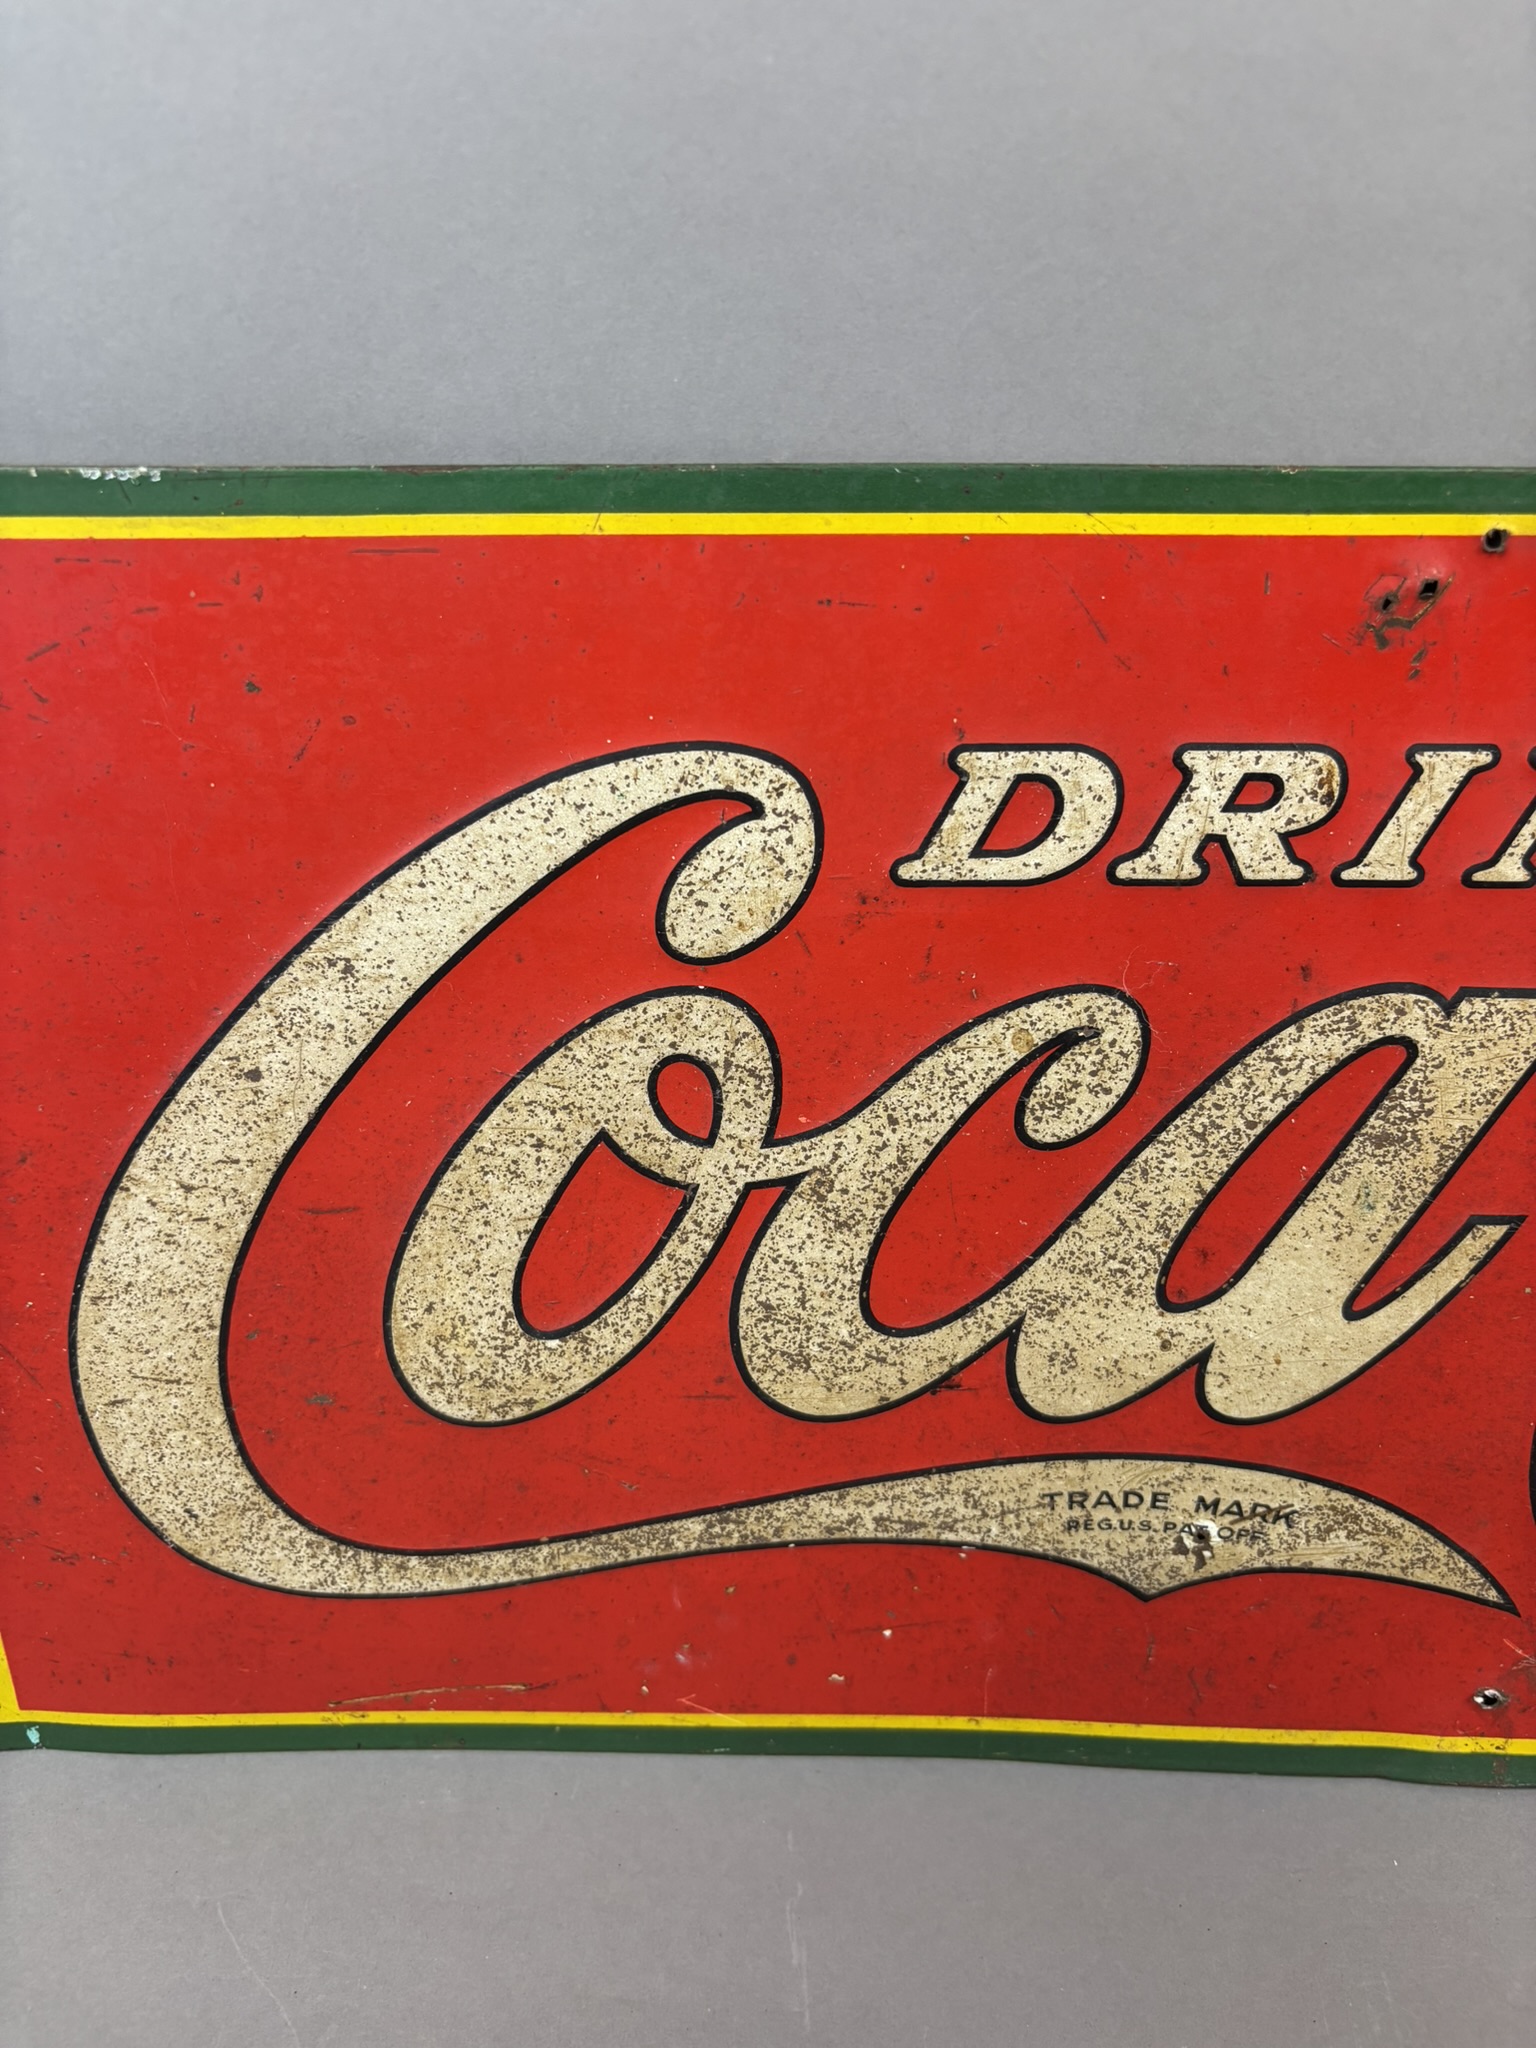 DRI
Coca
TRADE MARK
REG.U.S. PAT OFF